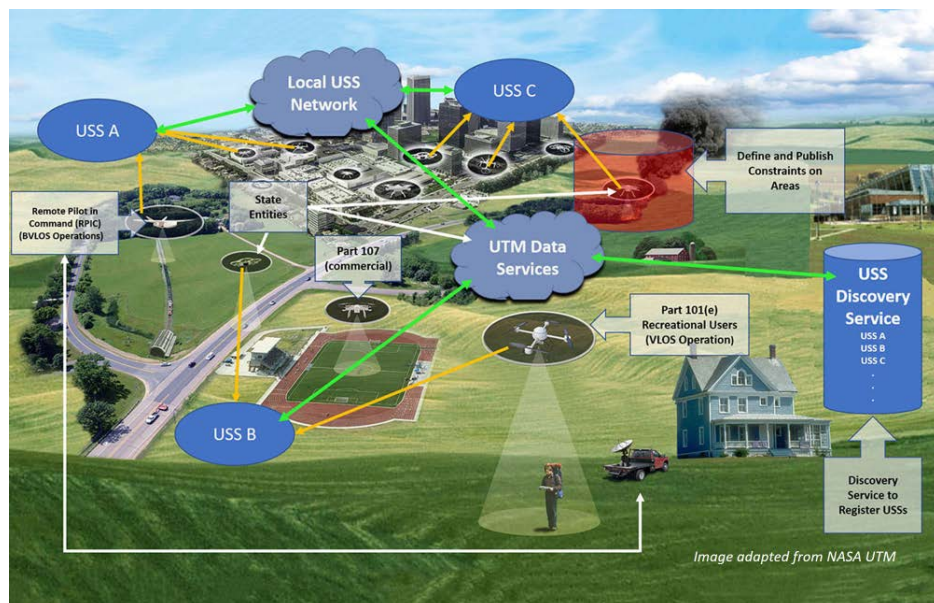 Local USS
Network
USS C
USS A
Define and Publish
Constraints on
Areas
Remote Pilot in
Command (RPIC)
(BVLOS Operations)
State
Entities
Part 107
(commercial)
UTM Data
Services
USS
Discovery
Service
USS A
USS B
USS C
.
.
.
Part 101(e)
Recreational Users
(VLOS Operation)
USS B
Discovery
Service to
Register USSs
Image adapted from NASA UTM